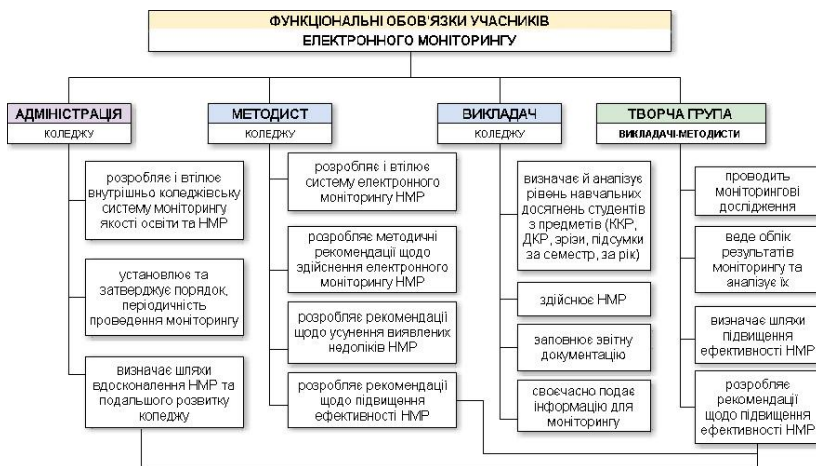 ФУНКЦІОНАЛЬНІ ОБОВ'ЯЗКИ УЧАСНИКІВ
ЕЛЕКТРОННОГО МОНІТОРИНГУ
АДМІНІСТРАЦІЯ
КОЛЕДЖУ
розробляє і втілює
внутрішньо коледжівську
систему моніторингу
якості освіти та НМР
установлює та
затверджує порядок,
періодичність
проведення моніторингу
визначає шляхи
вдосконалення НМР та
подальшого розвитку
коледжу
МЕТОДИСТ
КОЛЕДЖУ
розробляє і втілює
систему електронного
моніторингу НМР
розробляє методичні
рекомендації щодо
здійснення електронного
моніторингу НМР
розробляє рекомендації
щодо усунення виявлених
недоліків НМР
розробляє рекомендації
щодо підвищення
ефективності НМР
ВИКЛАДАЧ
КОЛЕДЖУ
визначає й аналізує
рівень навчальних
досягнень студентів
з предметів (ККР,
ДКР, зрізи, підсумки
за семестр, за рік)
здійснює НМР
заповнює звітну
документацію
своєчасно подає
інформацію для
моніторингу
ТВОРЧА ГРУПА
ВИКЛАДАЧІ-МЕТОДИСТИ
проводить
моніторингові
дослідження
веде облік
результатів
моніторингу та
аналізує їх
визначає шляхи
підвищення
ефективності НМР
розробляє
рекомендації
щодо підвищення
ефективності НМР